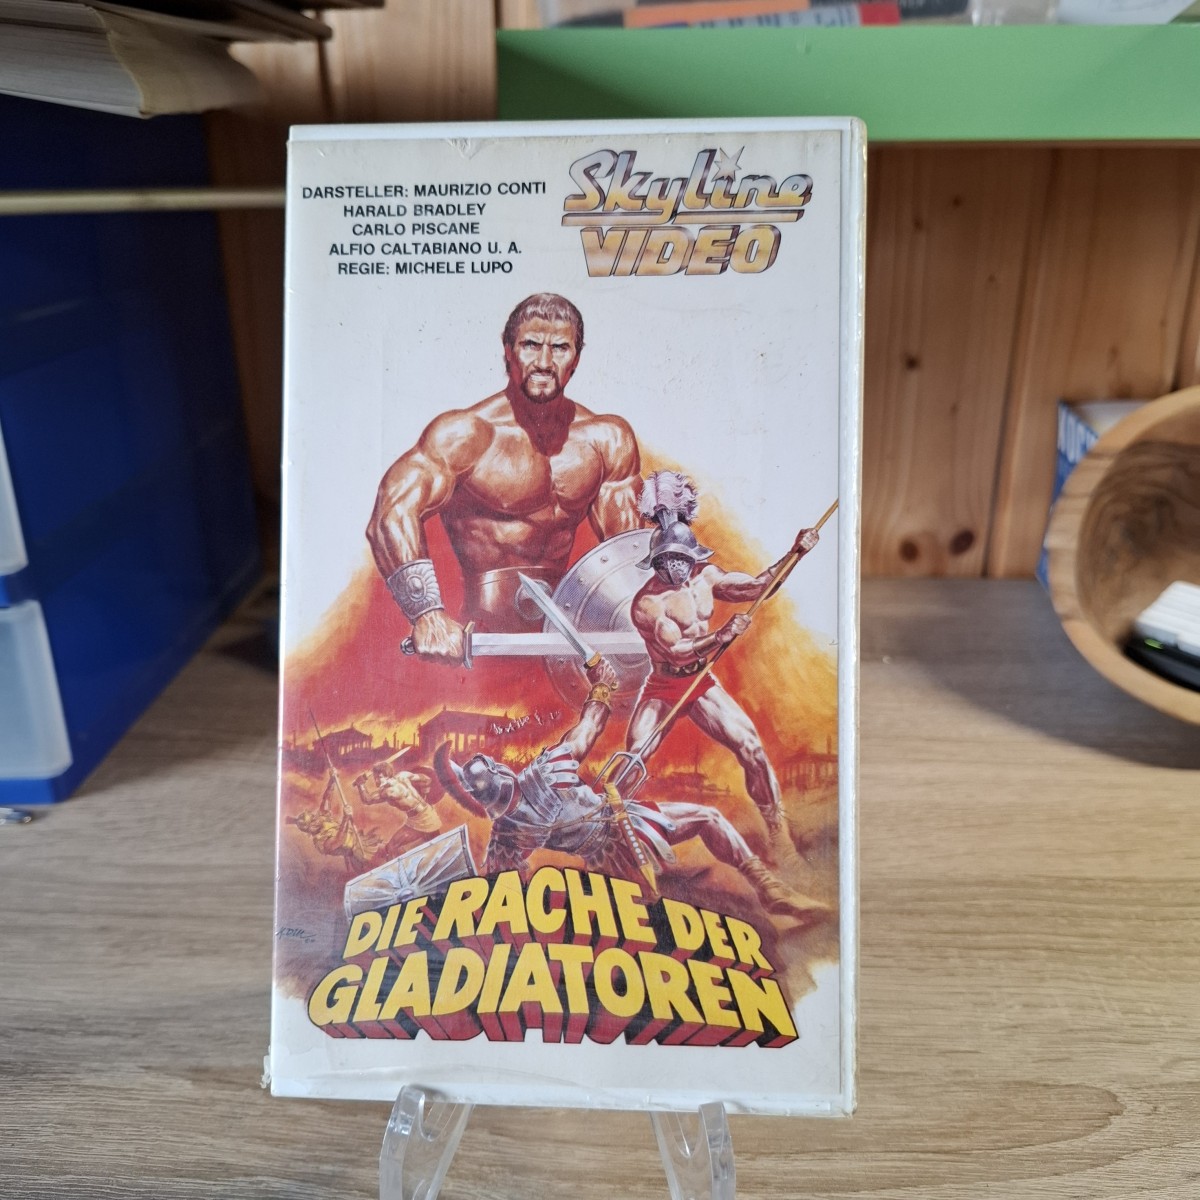 DARSTELLER: MAURIZIO CONTI
HARALD BRADLEY
CARLO PISCANE
ALFIO CALTABIANO U. A.
REGIE: MICHELE LUPO
Skyline
VIDEO
DIE RACHE DER
GLADIATOREN